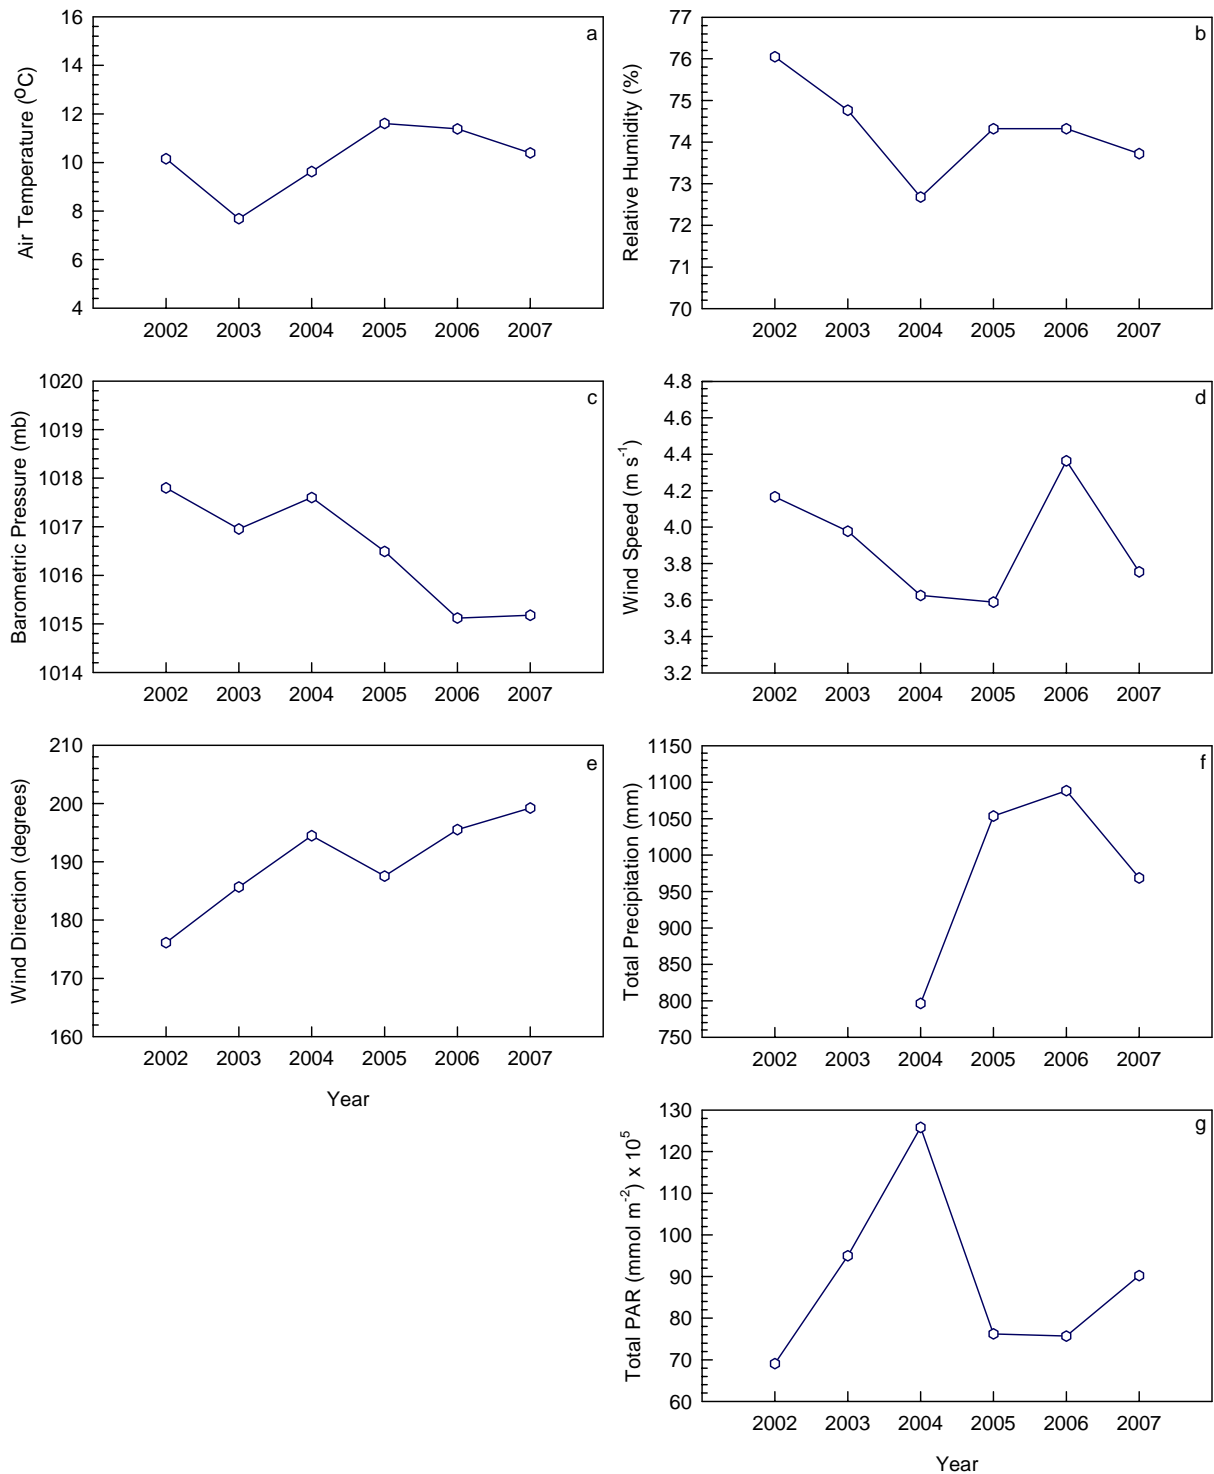 a
Air Temperature (°C)
16
14
12
10
8
6
4
2002 2003 2004 2005 2006 2007
b
Relative Humidity (%)
77
76
75
74
73
72
71
70
2002 2003 2004 2005 2006 2007
c
Barometric Pressure (mb)
1020
1019
1018
1017
1016
1015
1014
2002 2003 2004 2005 2006 2007
d
Wind Speed (m s⁻¹)
4.8
4.6
4.4
4.2
4.0
3.8
3.6
3.4
3.2
2002 2003 2004 2005 2006 2007
e
Wind Direction (degrees)
210
200
190
180
170
160
2002 2003 2004 2005 2006 2007
Year
f
Total Precipitation (mm)
1150
1100
1050
1000
950
900
850
800
750
2002 2003 2004 2005 2006 2007
g
Total PAR (mmol m⁻²) x 10⁵
130
120
110
100
90
80
70
60
2002 2003 2004 2005 2006 2007
Year